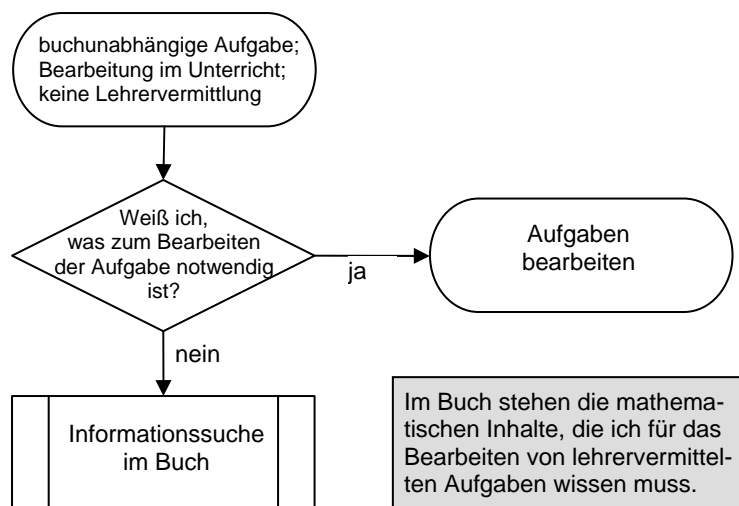 buchunabhängige Aufgabe;
Bearbeitung im Unterricht;
keine Lehrervermittlung
Weiß ich,
was zum Bearbeiten
der Aufgabe notwendig
ist?
ja
Aufgaben
bearbeiten
nein
Informationssuche
im Buch
Im Buch stehen die mathema-
tischen Inhalte, die ich für das
Bearbeiten von lehrervermittel-
ten Aufgaben wissen muss.